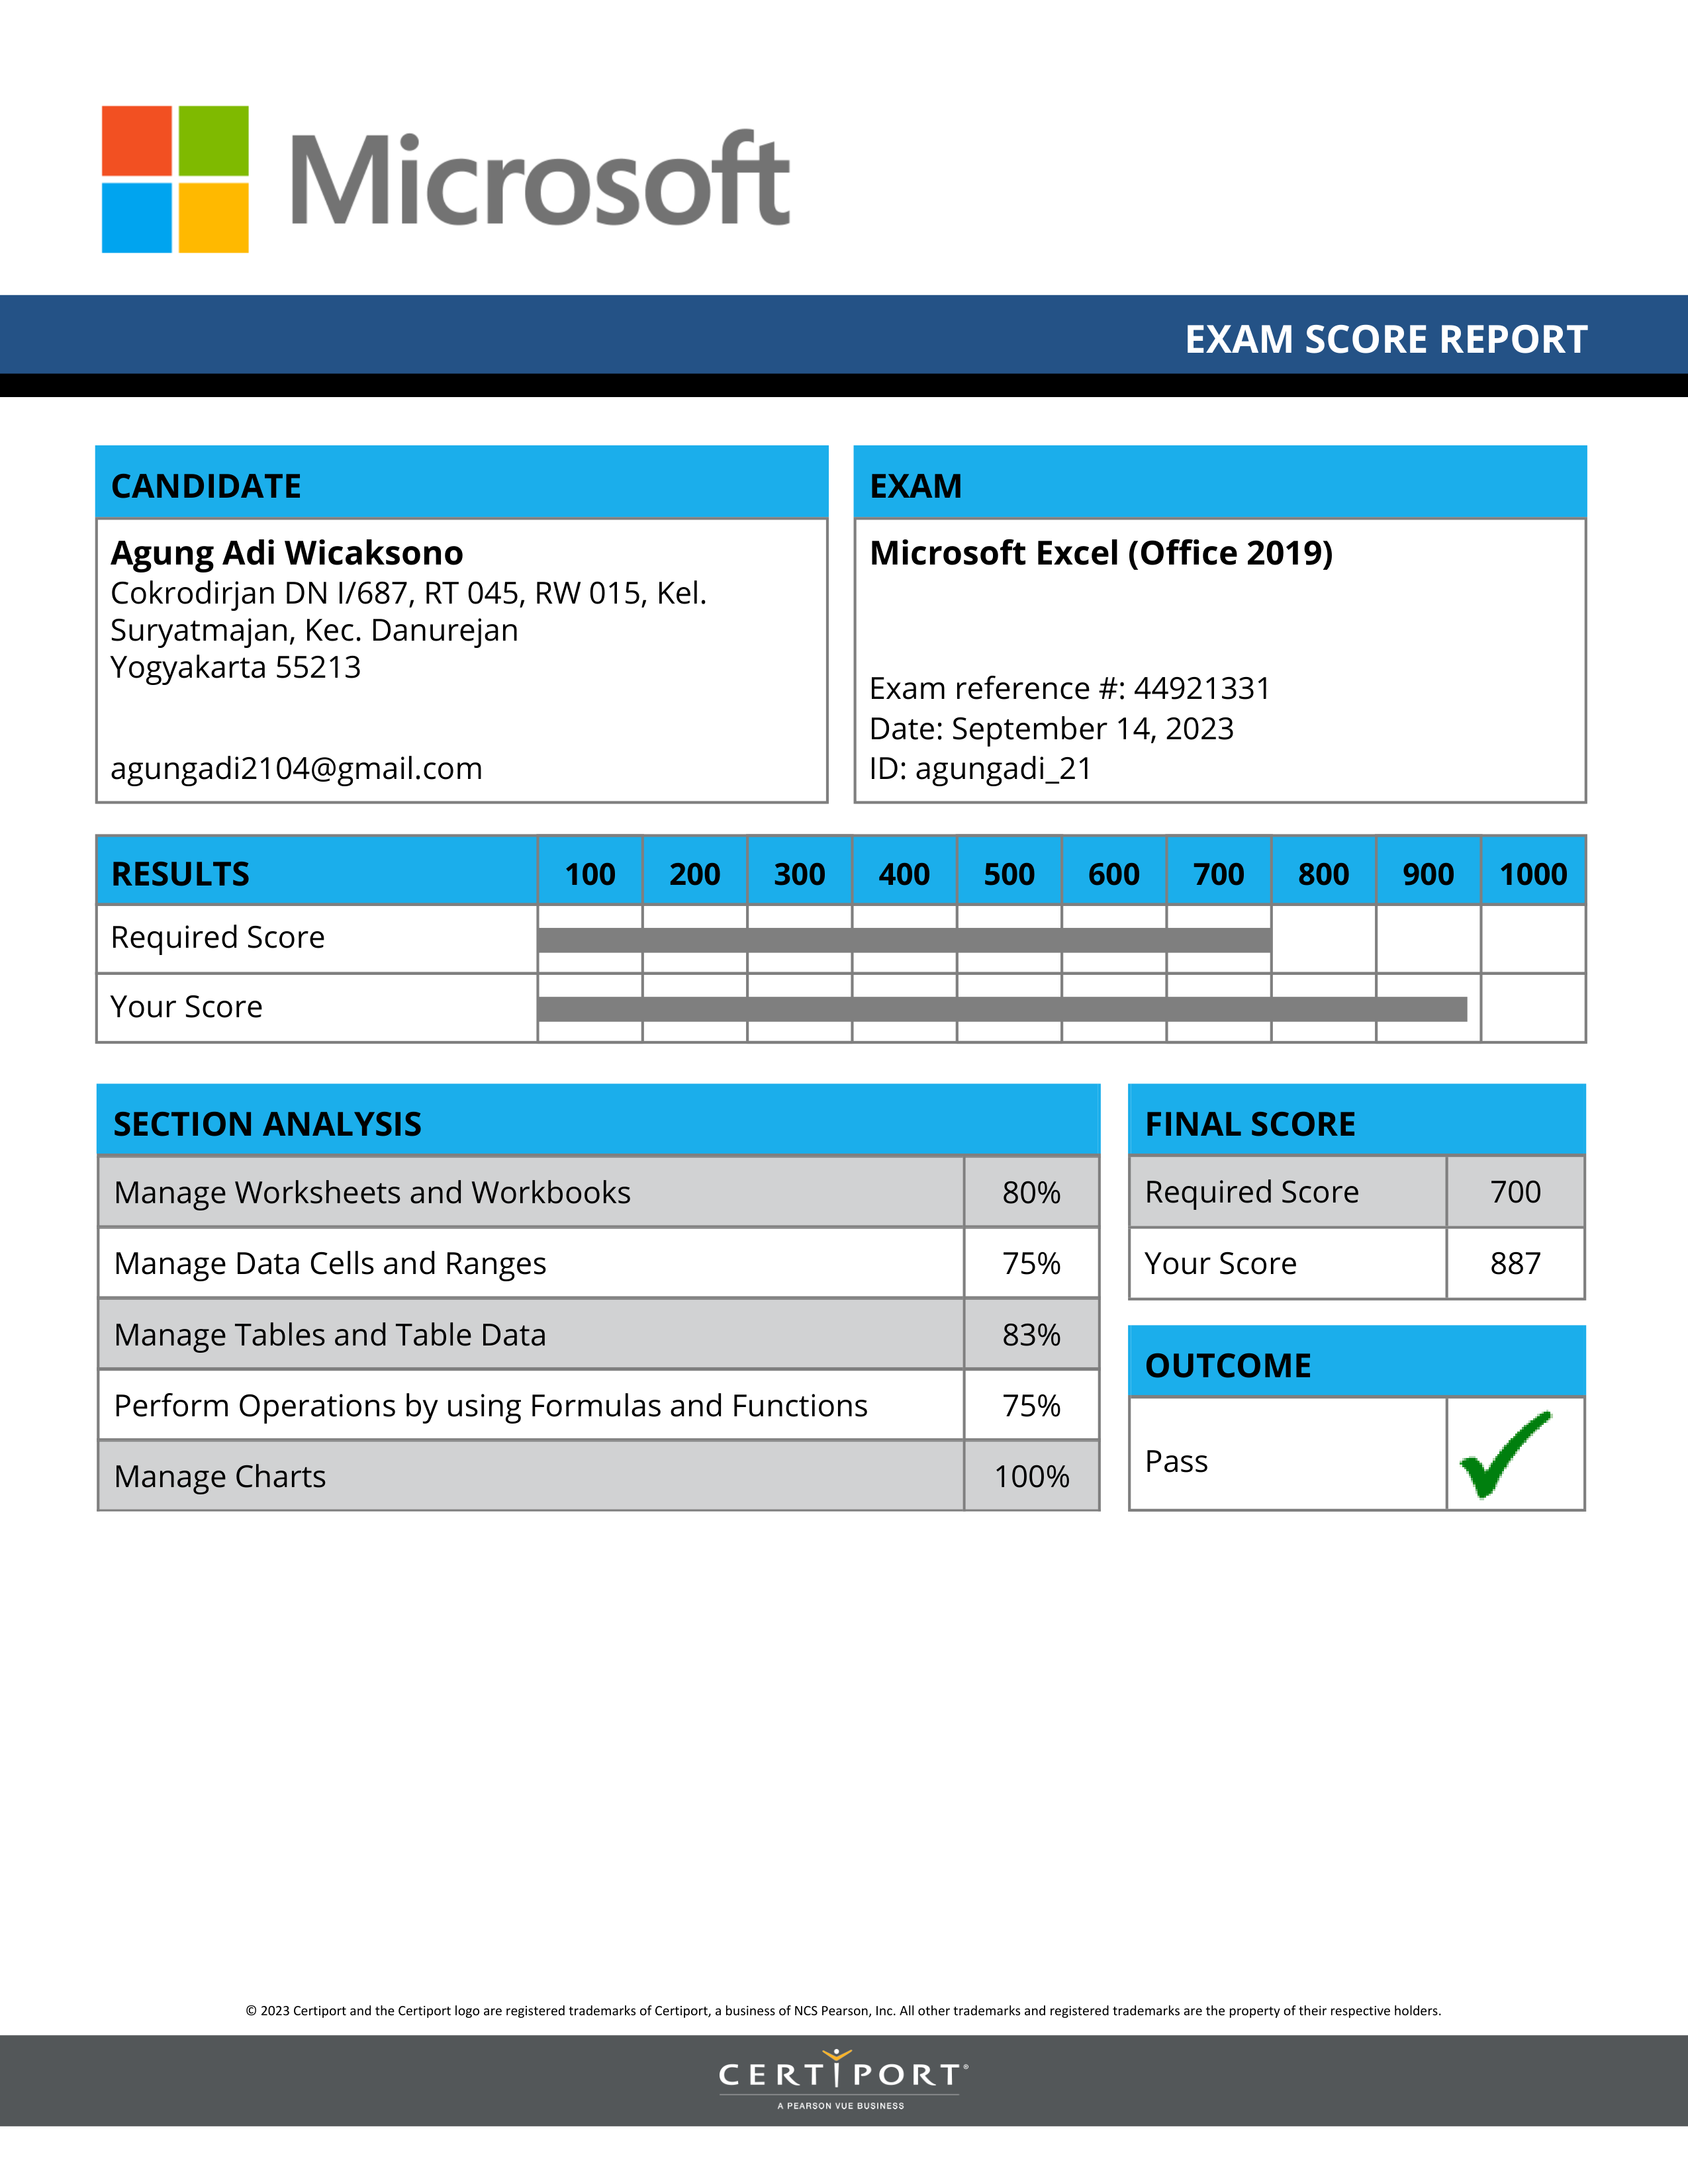 Microsoft
EXAM SCORE REPORT
CANDIDATE
Agung Adi Wicaksono
Cokrodirjan DN I/687, RT 045, RW 015, Kel.
Suryatmajan, Kec. Danurejan
Yogyakarta 55213
agungadi2104@gmail.com
EXAM
Microsoft Excel (Office 2019)
Exam reference #: 44921331
Date: September 14, 2023
ID: agungadi_21
RESULTS 100 200 300 400 500 600 700 800 900 1000
Required Score
Your Score
SECTION ANALYSIS
Manage Worksheets and Workbooks 80%
Manage Data Cells and Ranges 75%
Manage Tables and Table Data 83%
Perform Operations by using Formulas and Functions 75%
Manage Charts 100%
FINAL SCORE
Required Score 700
Your Score 887
OUTCOME
Pass
© 2023 Certiport and the Certiport logo are registered trademarks of Certiport, a business of NCS Pearson, Inc. All other trademarks and registered trademarks are the property of their respective holders.
CERTIPORT®
A PEARSON VUE BUSINESS